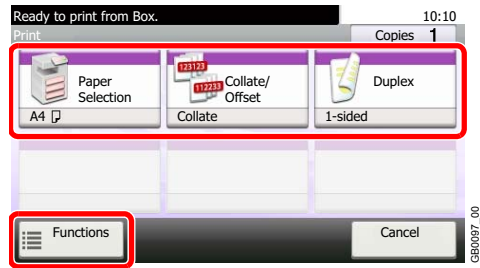 Ready to print from Box.
10:10
Print
Copies 1
123123
112233
Paper
Selection
A4
Collate/
Offset
Collate
Duplex
1-sided
Functions
Cancel
GB0097_00